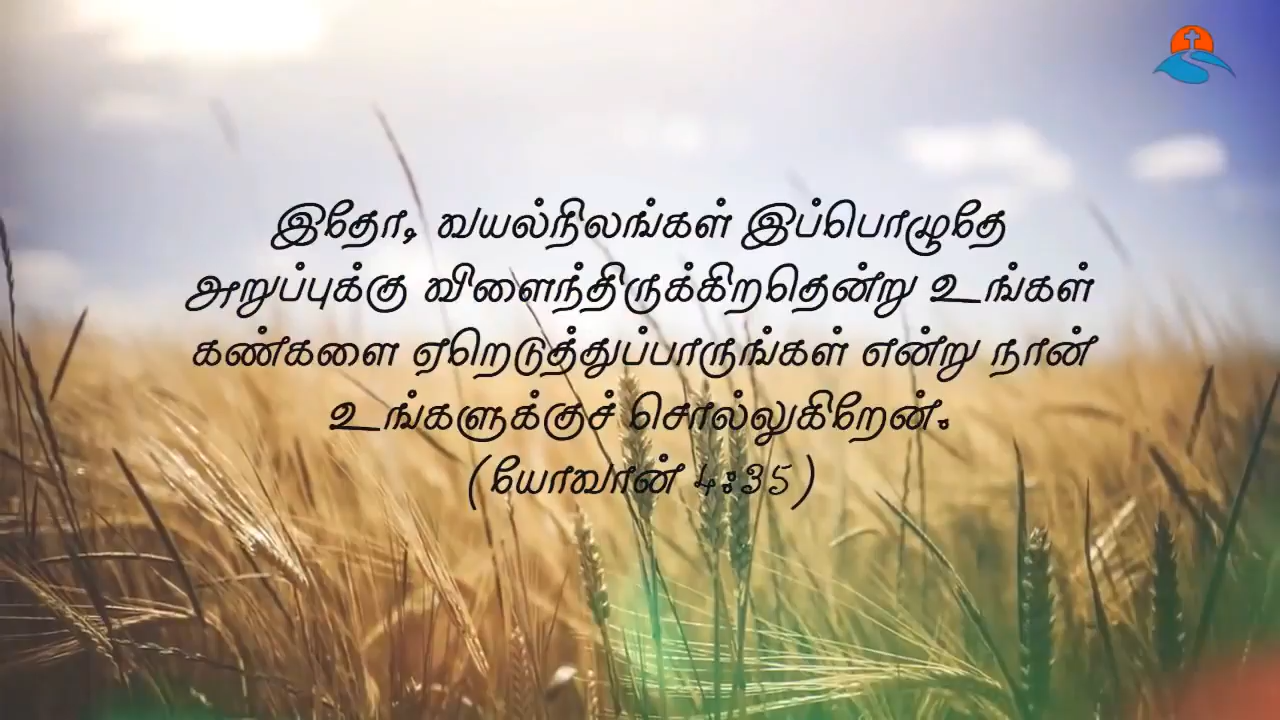 இதோ, வயல்நிலங்கள் இப்பொழுதே
அறுப்புக்கு விளைந்திருக்கிறதென்று உங்கள்
கண்களை ஏறெடுத்துப்பாருங்கள் என்று நான்
உங்களுக்குச் சொல்லுகிறேன்.
(யோவான் 4:35)